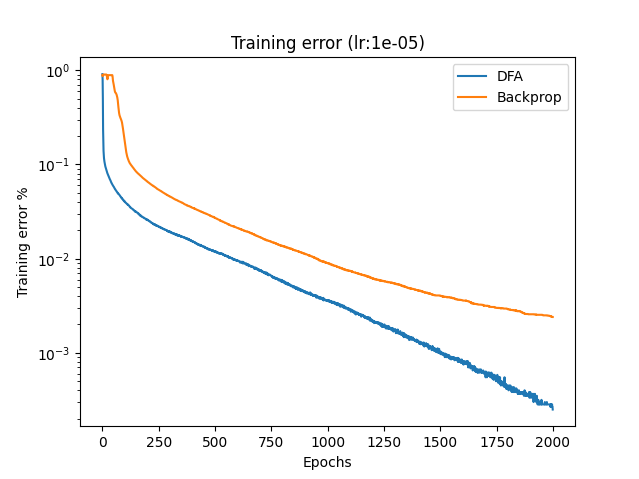 Training error (lr:1e-05)
DFA
Backprop
Training error %
10⁰
10⁻¹
10⁻²
10⁻³
0 250 500 750 1000 1250 1500 1750 2000
Epochs